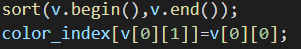 sort(v.begin(),v.end());
color_index[v[0][1]]=v[0][0];